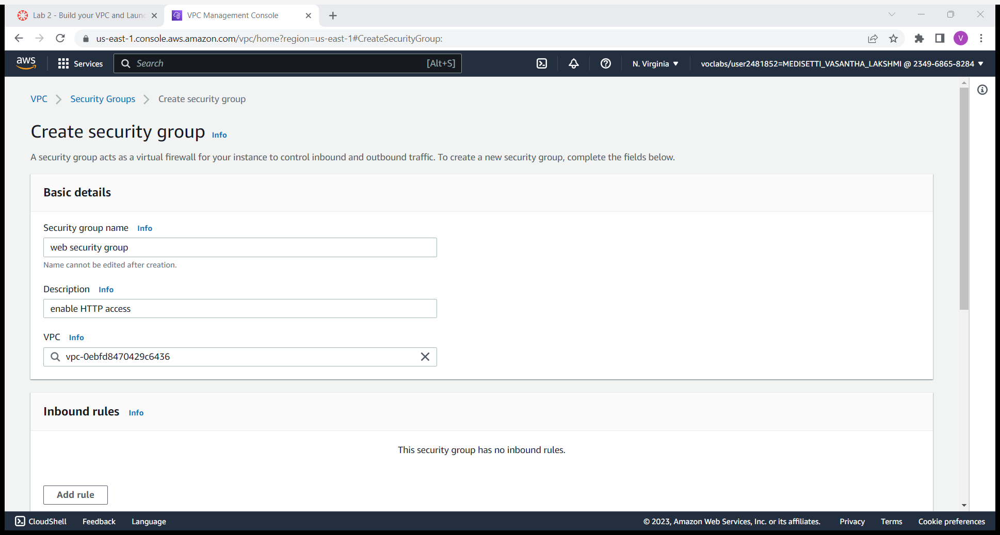 Lab 2 - Build your VPC and Laun
VPC Management Console
us-east-1.console.aws.amazon.com/vpc/home?region=us-east-1#CreateSecurityGroup:
V
aws
Services
Search
[Alt+S]
N. Virginia
voclabs/user2481852=MEDISETTI_VASANTHA_LAKSHMI @ 2349-6865-8284
VPC
Security Groups
Create security group
Create security group Info
A security group acts as a virtual firewall for your instance to control inbound and outbound traffic. To create a new security group, complete the fields below.
Basic details
Security group name Info
web security group
Name cannot be edited after creation.
Description Info
enable HTTP access
VPC Info
vpc-0ebfd8470429c6436
Inbound rules Info
This security group has no inbound rules.
Add rule
CloudShell
Feedback
Language
© 2023, Amazon Web Services, Inc. or its affiliates.
Privacy
Terms
Cookie preferences